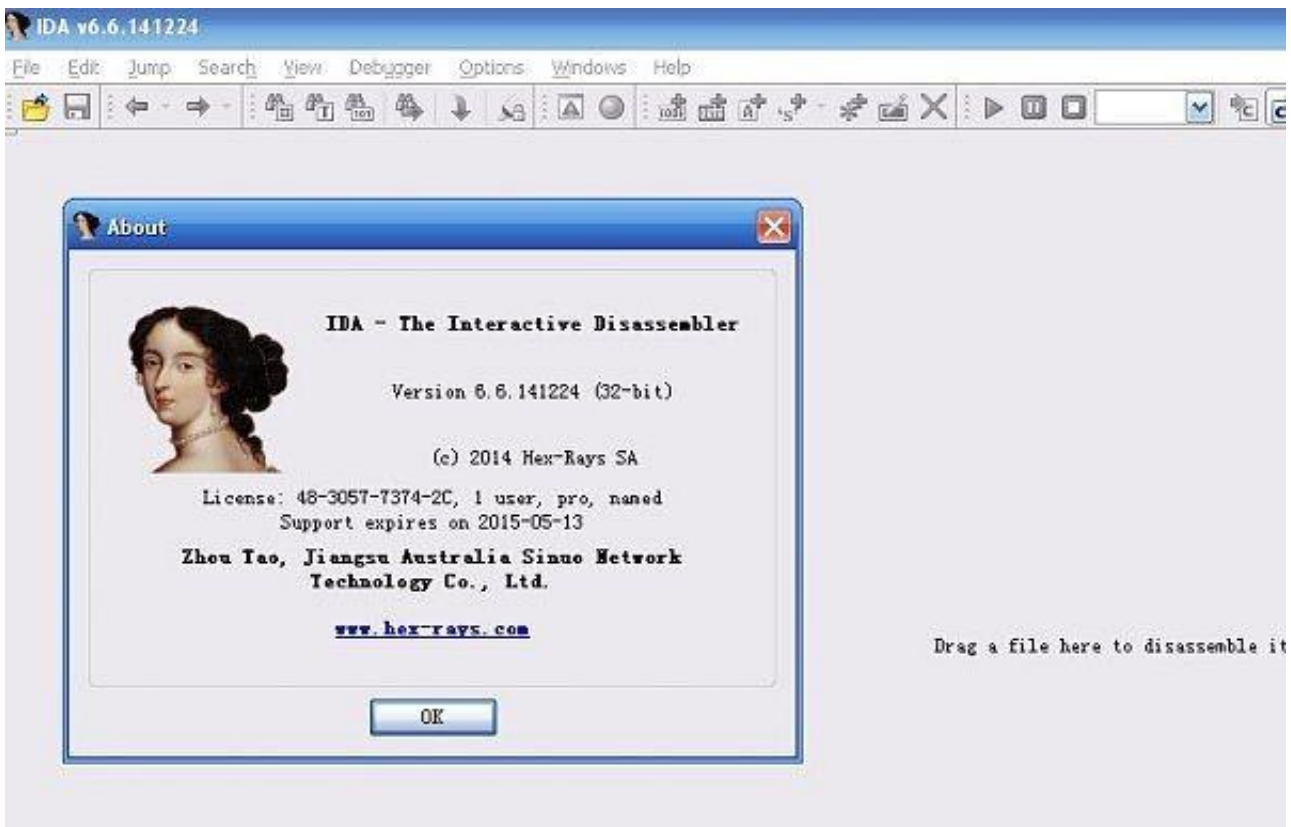 IDA v6.6.141224
File Edit Jump Search View Debugger Options Windows Help
About
IDA - The Interactive Disassembler
Version 6.6.141224 (32-bit)
(c) 2014 Hex-Rays SA
License: 48-3057-7374-2C, 1 user, pro, named
Support expires on 2015-05-13
Zhou Tao, Jiangsu Australia Sinuo Network
Technology Co., Ltd.
www.hex-rays.com
Drag a file here to disassemble it
OK